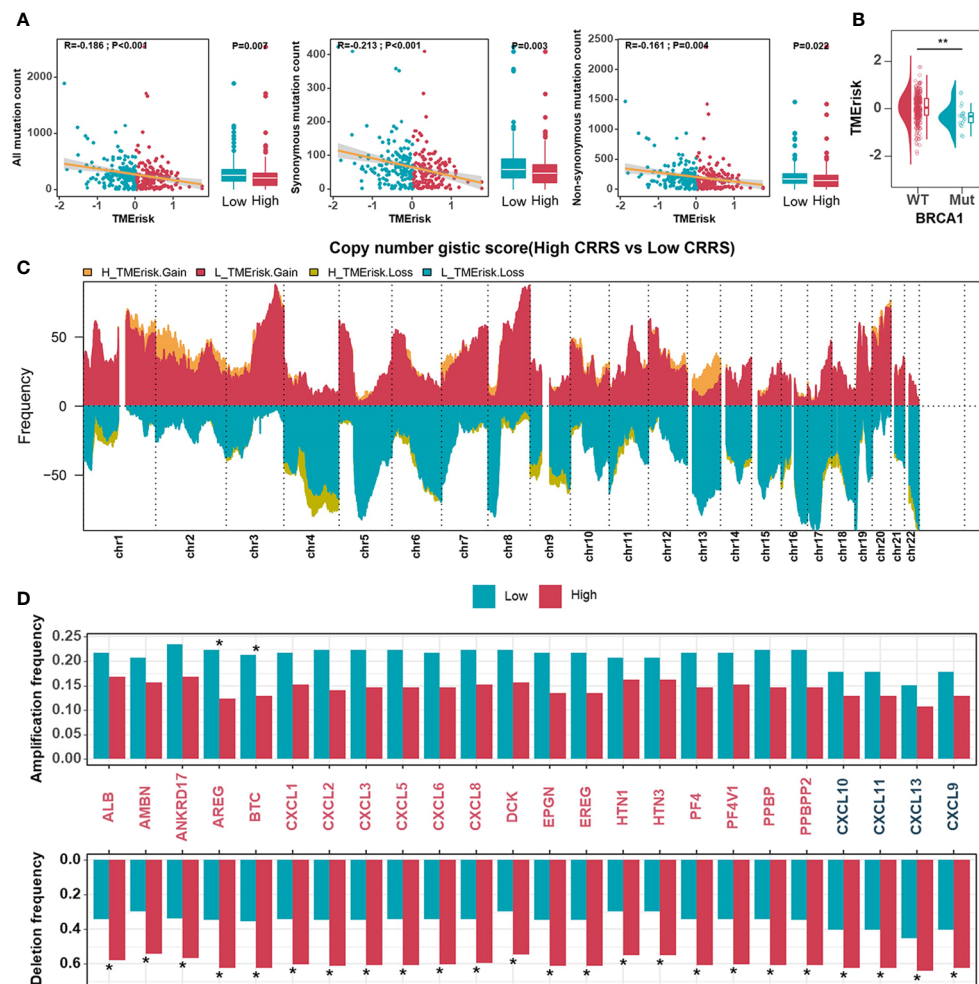 A
B
R=-0.186 ; P<0.001
P=0.007
R=-0.213 ; P<0.001
P=0.003
R=-0.161 ; P=0.004
P=0.022
**
All mutation count
2000
1000
0
-2 -1 0 1
TMErisk
Low High
Synonymous mutation count
400
300
200
100
0
-2 -1 0 1
TMErisk
Low High
Non-synonymous mutation count
2500
2000
1500
1000
500
0
-2 -1 0 1
TMErisk
Low High
TMErisk
2
0
-2
WT Mut
BRCA1
Copy number gistic score(High CRRS vs Low CRRS)
C
H_TMErisk.Gain L_TMErisk.Gain H_TMErisk.Loss L_TMErisk.Loss
Frequency
50
0
−50
chr1 chr2 chr3 chr4 chr5 chr6 chr7 chr8 chr9 chr10 chr11 chr12 chr13 chr14 chr15 chr16 chr17 chr18 chr19 chr20 chr21 chr22
D
Low High
Amplification frequency
0.25
0.20
0.15
0.10
0.05
0.00
* *
ALB AMBN ANKRD17 AREG BTC CXCL1 CXCL2 CXCL3 CXCL5 CXCL6 CXCL8 DCK EPGN EREG HTN1 HTN3 PF4 PF4V1 PPBP PPBPP2 CXCL10 CXCL11 CXCL13 CXCL9
Deletion frequency
0.0
0.2
0.4
0.6
* * * * * * * * * * * * * * * * * * * * * * * *